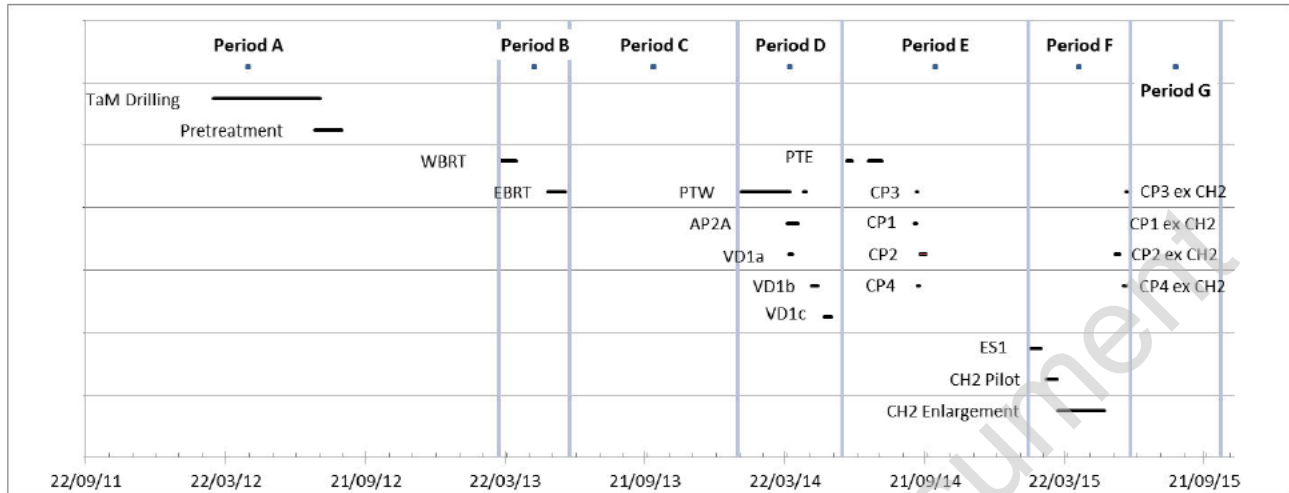 Period A Period B Period C Period D Period E Period F
Period G
TaM Drilling
Pretreatment
WBRT PTE
EBRT PTW CP3 CP3 ex CH2
AP2A CP1 CP1 ex CH2
VD1a CP2 CP2 ex CH2
VD1b CP4 CP4 ex CH2
VD1c
ES1
CH2 Pilot
CH2 Enlargement
22/09/11 22/03/12 21/09/12 22/03/13 21/09/13 22/03/14 21/09/14 22/03/15 21/09/15